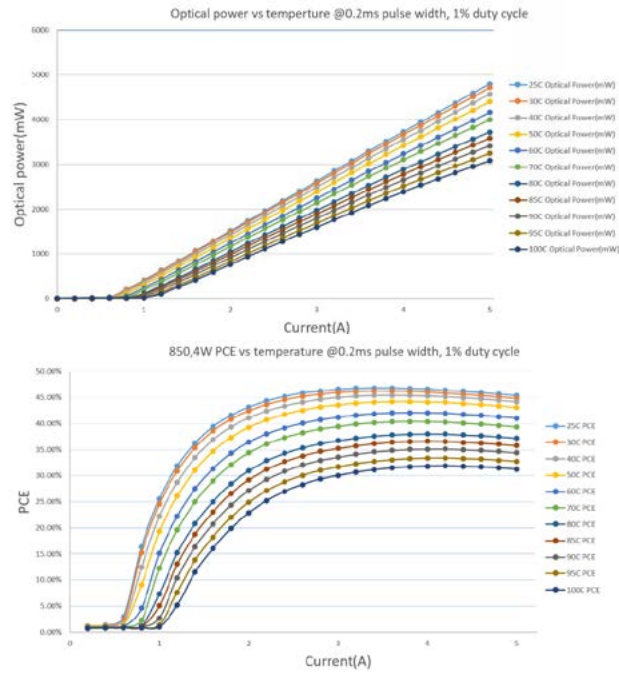 Optical power vs temperture @0.2ms pulse width, 1% duty cycle
6000
5000
4000
3000
2000
1000
0
Optical power(mW)
0 1 2 3 4 5
Current(A)
25C Optical Power(mW)
30C Optical Power(mW)
40C Optical Power(mW)
50C Optical Power(mW)
60C Optical Power(mW)
70C Optical Power(mW)
80C Optical Power(mW)
85C Optical Power(mW)
90C Optical Power(mW)
95C Optical Power(mW)
100C Optical Power(mW)
850,4W PCE vs temperature @0.2ms pulse width, 1% duty cycle
50.00%
45.00%
40.00%
35.00%
30.00%
25.00%
20.00%
15.00%
10.00%
5.00%
0.00%
PCE
0 1 2 3 4 5
Current(A)
25C PCE
30C PCE
40C PCE
50C PCE
60C PCE
70C PCE
80C PCE
85C PCE
90C PCE
95C PCE
100C PCE